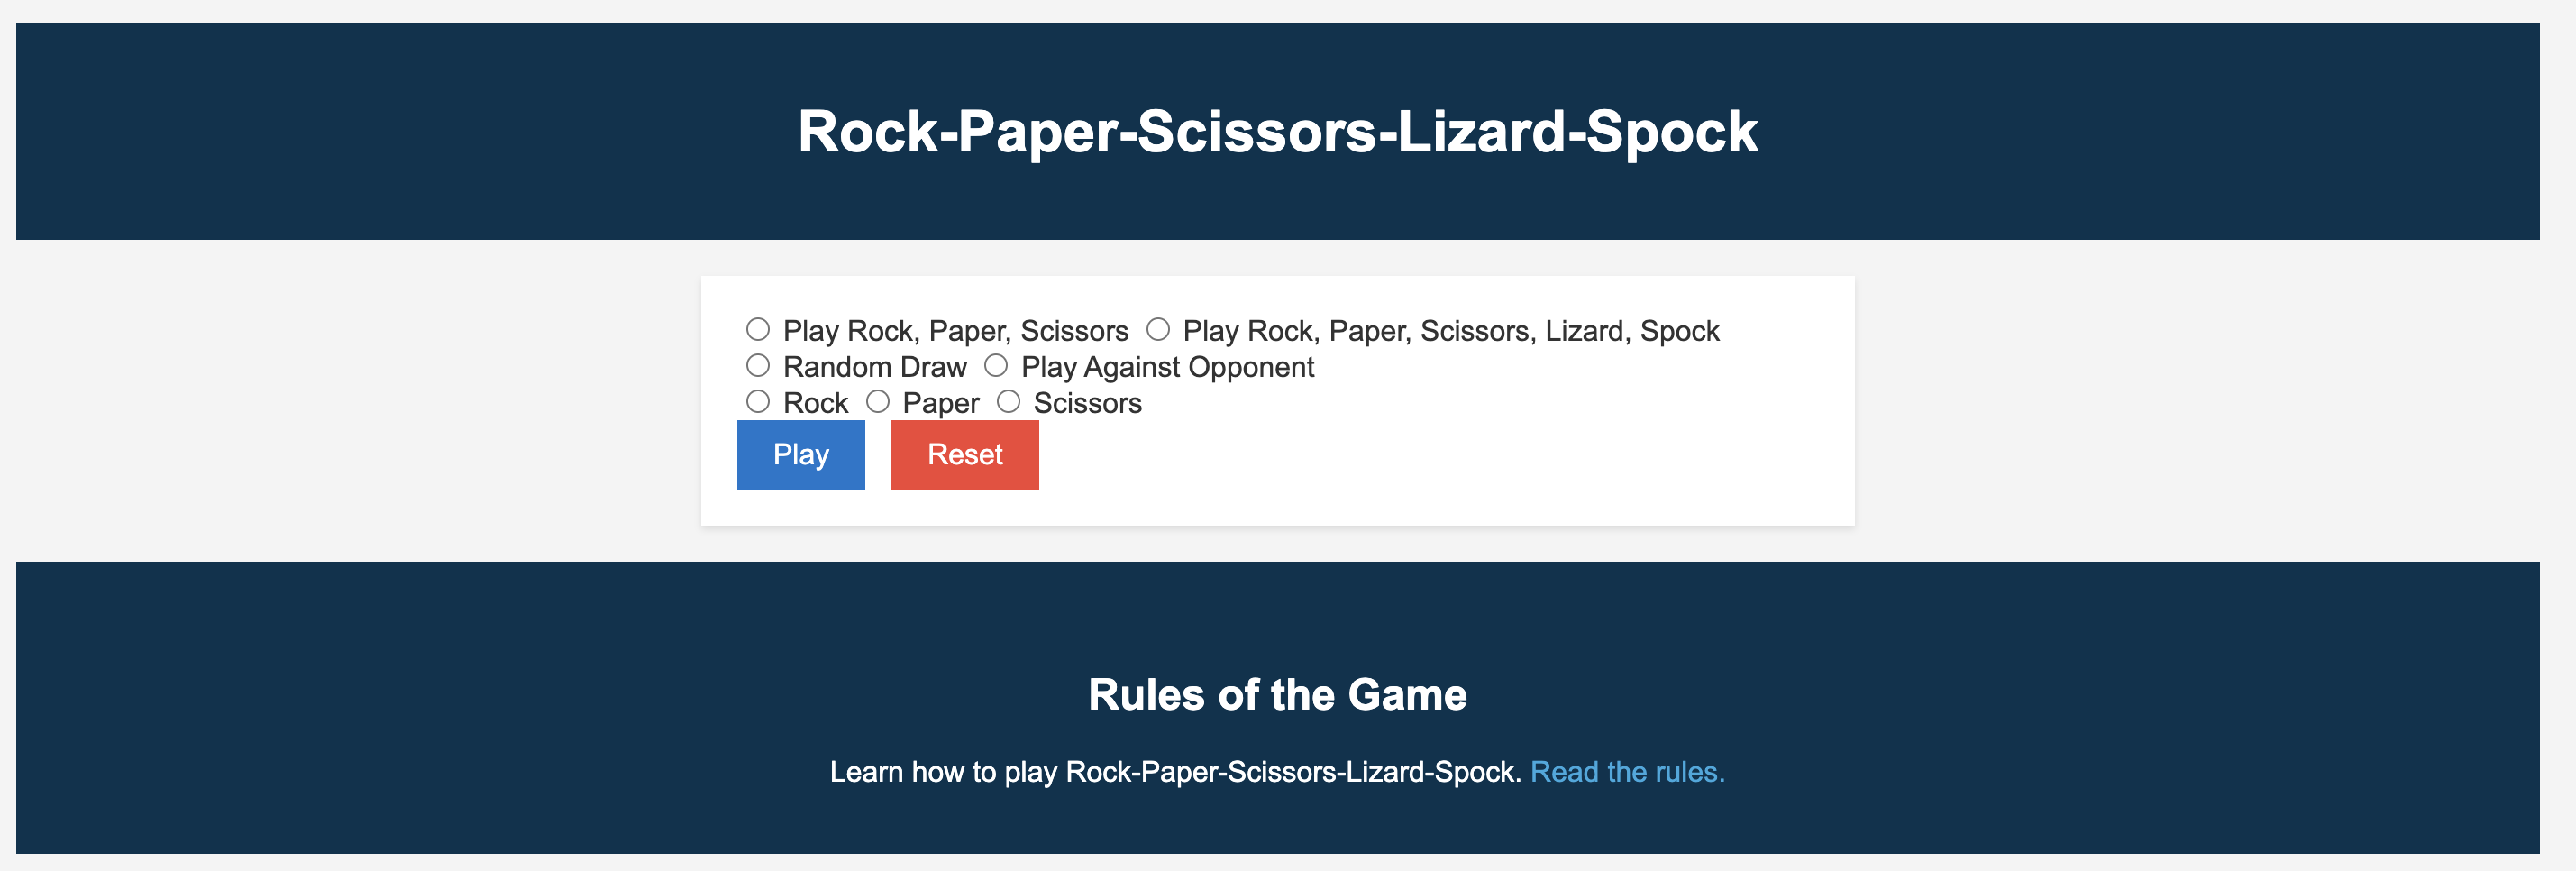 Rock-Paper-Scissors-Lizard-Spock
Play Rock, Paper, Scissors Play Rock, Paper, Scissors, Lizard, Spock
Random Draw Play Against Opponent
Rock Paper Scissors
Play Reset
Rules of the Game
Learn how to play Rock-Paper-Scissors-Lizard-Spock. Read the rules.